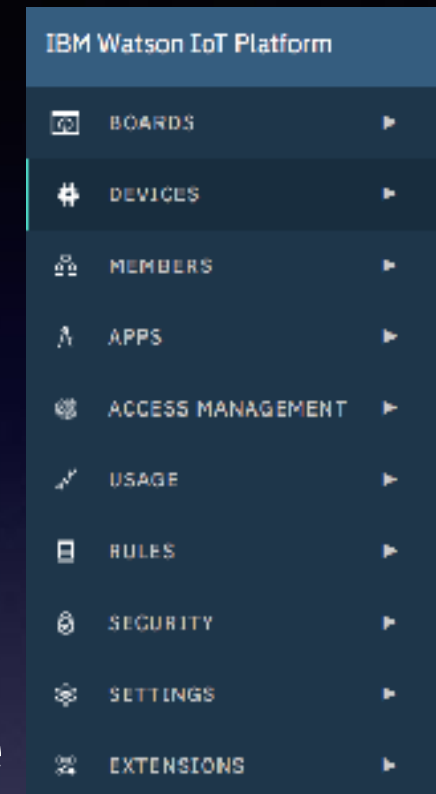 IBM Watson IoT Platform
BOARDS
DEVICES
MEMBERS
APPS
ACCESS MANAGEMENT
USAGE
RULES
SECURITY
SETTINGS
EXTENSIONS